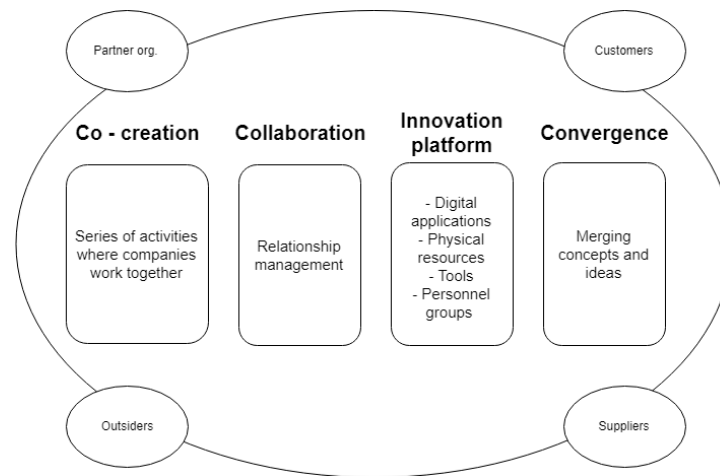 Partner org.
Customers
Co - creation
Series of activities
where companies
work together
Collaboration
Relationship
management
Innovation
platform
- Digital
applications
- Physical
resources
- Tools
- Personnel
groups
Convergence
Merging
concepts and
ideas
Outsiders
Suppliers